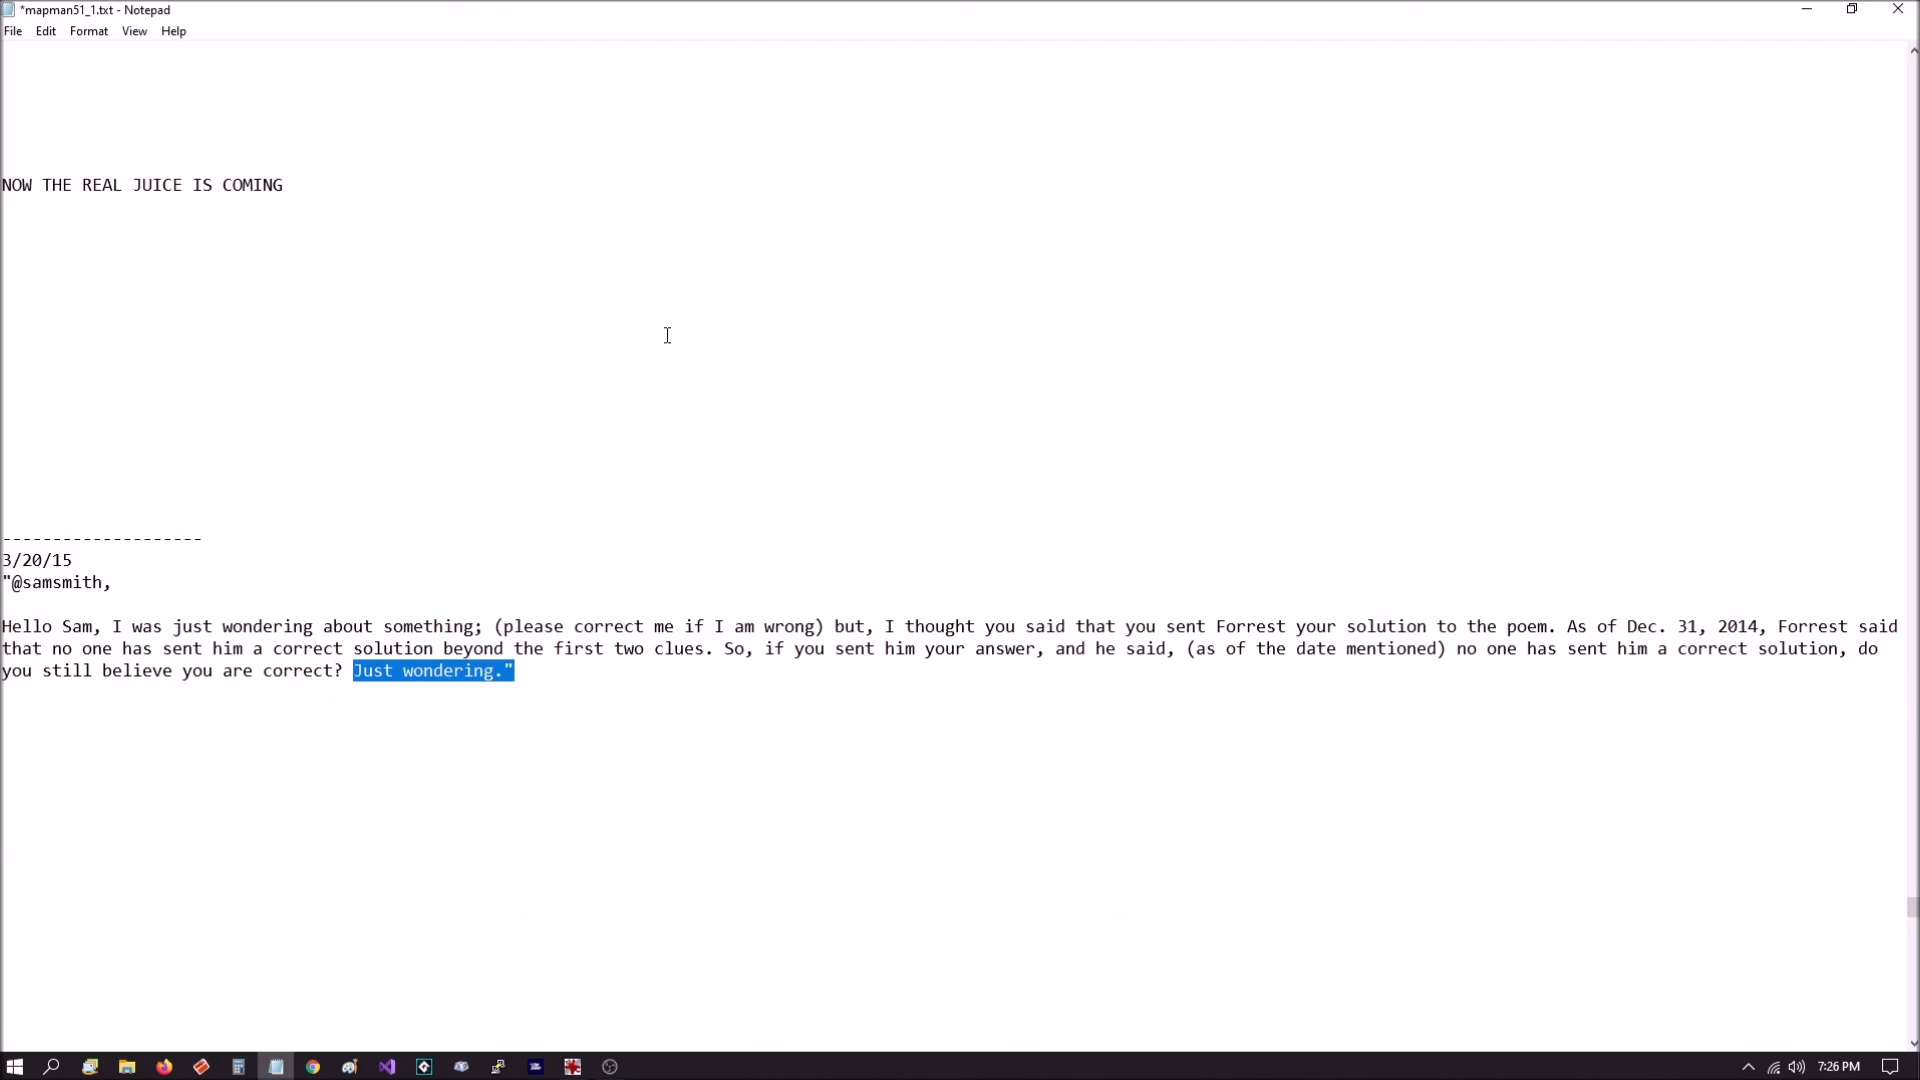 *mapman51_1.txt - Notepad
File Edit Format View Help
NOW THE REAL JUICE IS COMING
--------------------
3/20/15
"@samsmith,
Hello Sam, I was just wondering about something; (please correct me if I am wrong) but, I thought you said that you sent Forrest your solution to the poem. As of Dec. 31, 2014, Forrest said
that no one has sent him a correct solution beyond the first two clues. So, if you sent him your answer, and he said, (as of the date mentioned) no one has sent him a correct solution, do
you still believe you are correct? Just wondering."
7:26 PM